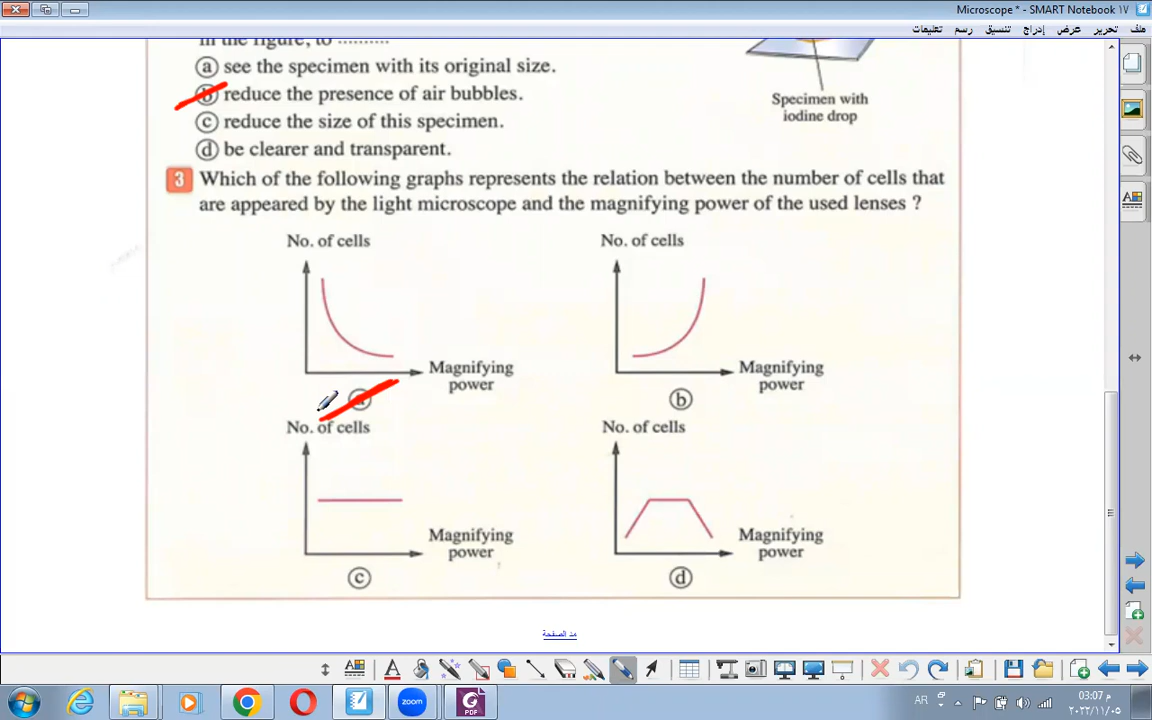 Microscope * - SMART Notebook ١٧
ملف تحرير عرض إدراج تنسيق رسم تعليمات
in the figure, to ..........
ⓐ see the specimen with its original size.
ⓑ reduce the presence of air bubbles.
ⓒ reduce the size of this specimen.
ⓓ be clearer and transparent.
Specimen with
iodine drop
3 Which of the following graphs represents the relation between the number of cells that
are appeared by the light microscope and the magnifying power of the used lenses ?
No. of cells
Magnifying
power
ⓐ
No. of cells
Magnifying
power
ⓑ
No. of cells
Magnifying
power
ⓒ
No. of cells
Magnifying
power
ⓓ
مد الصفحة
zoom
PDF
AR
03:07 م
٢٠٢٢/١١/٠٥